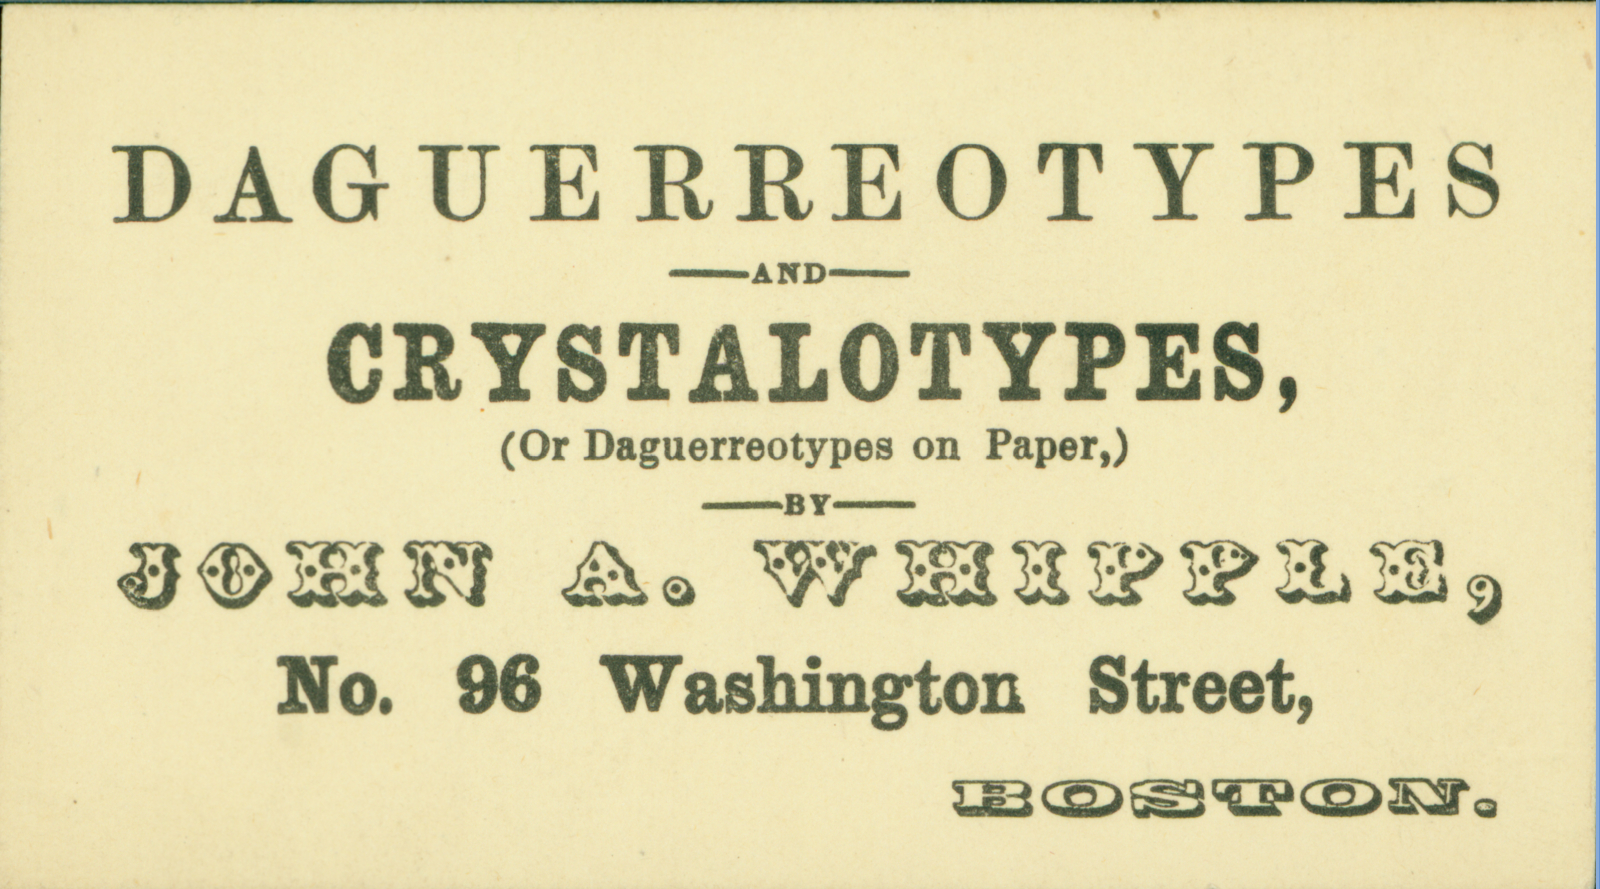 DAGUERREOTYPES
AND
CRYSTALOTYPES,
(Or Daguerreotypes on Paper,)
BY
JOHN A. WHIPPLE,
No. 96 Washington Street,
BOSTON.